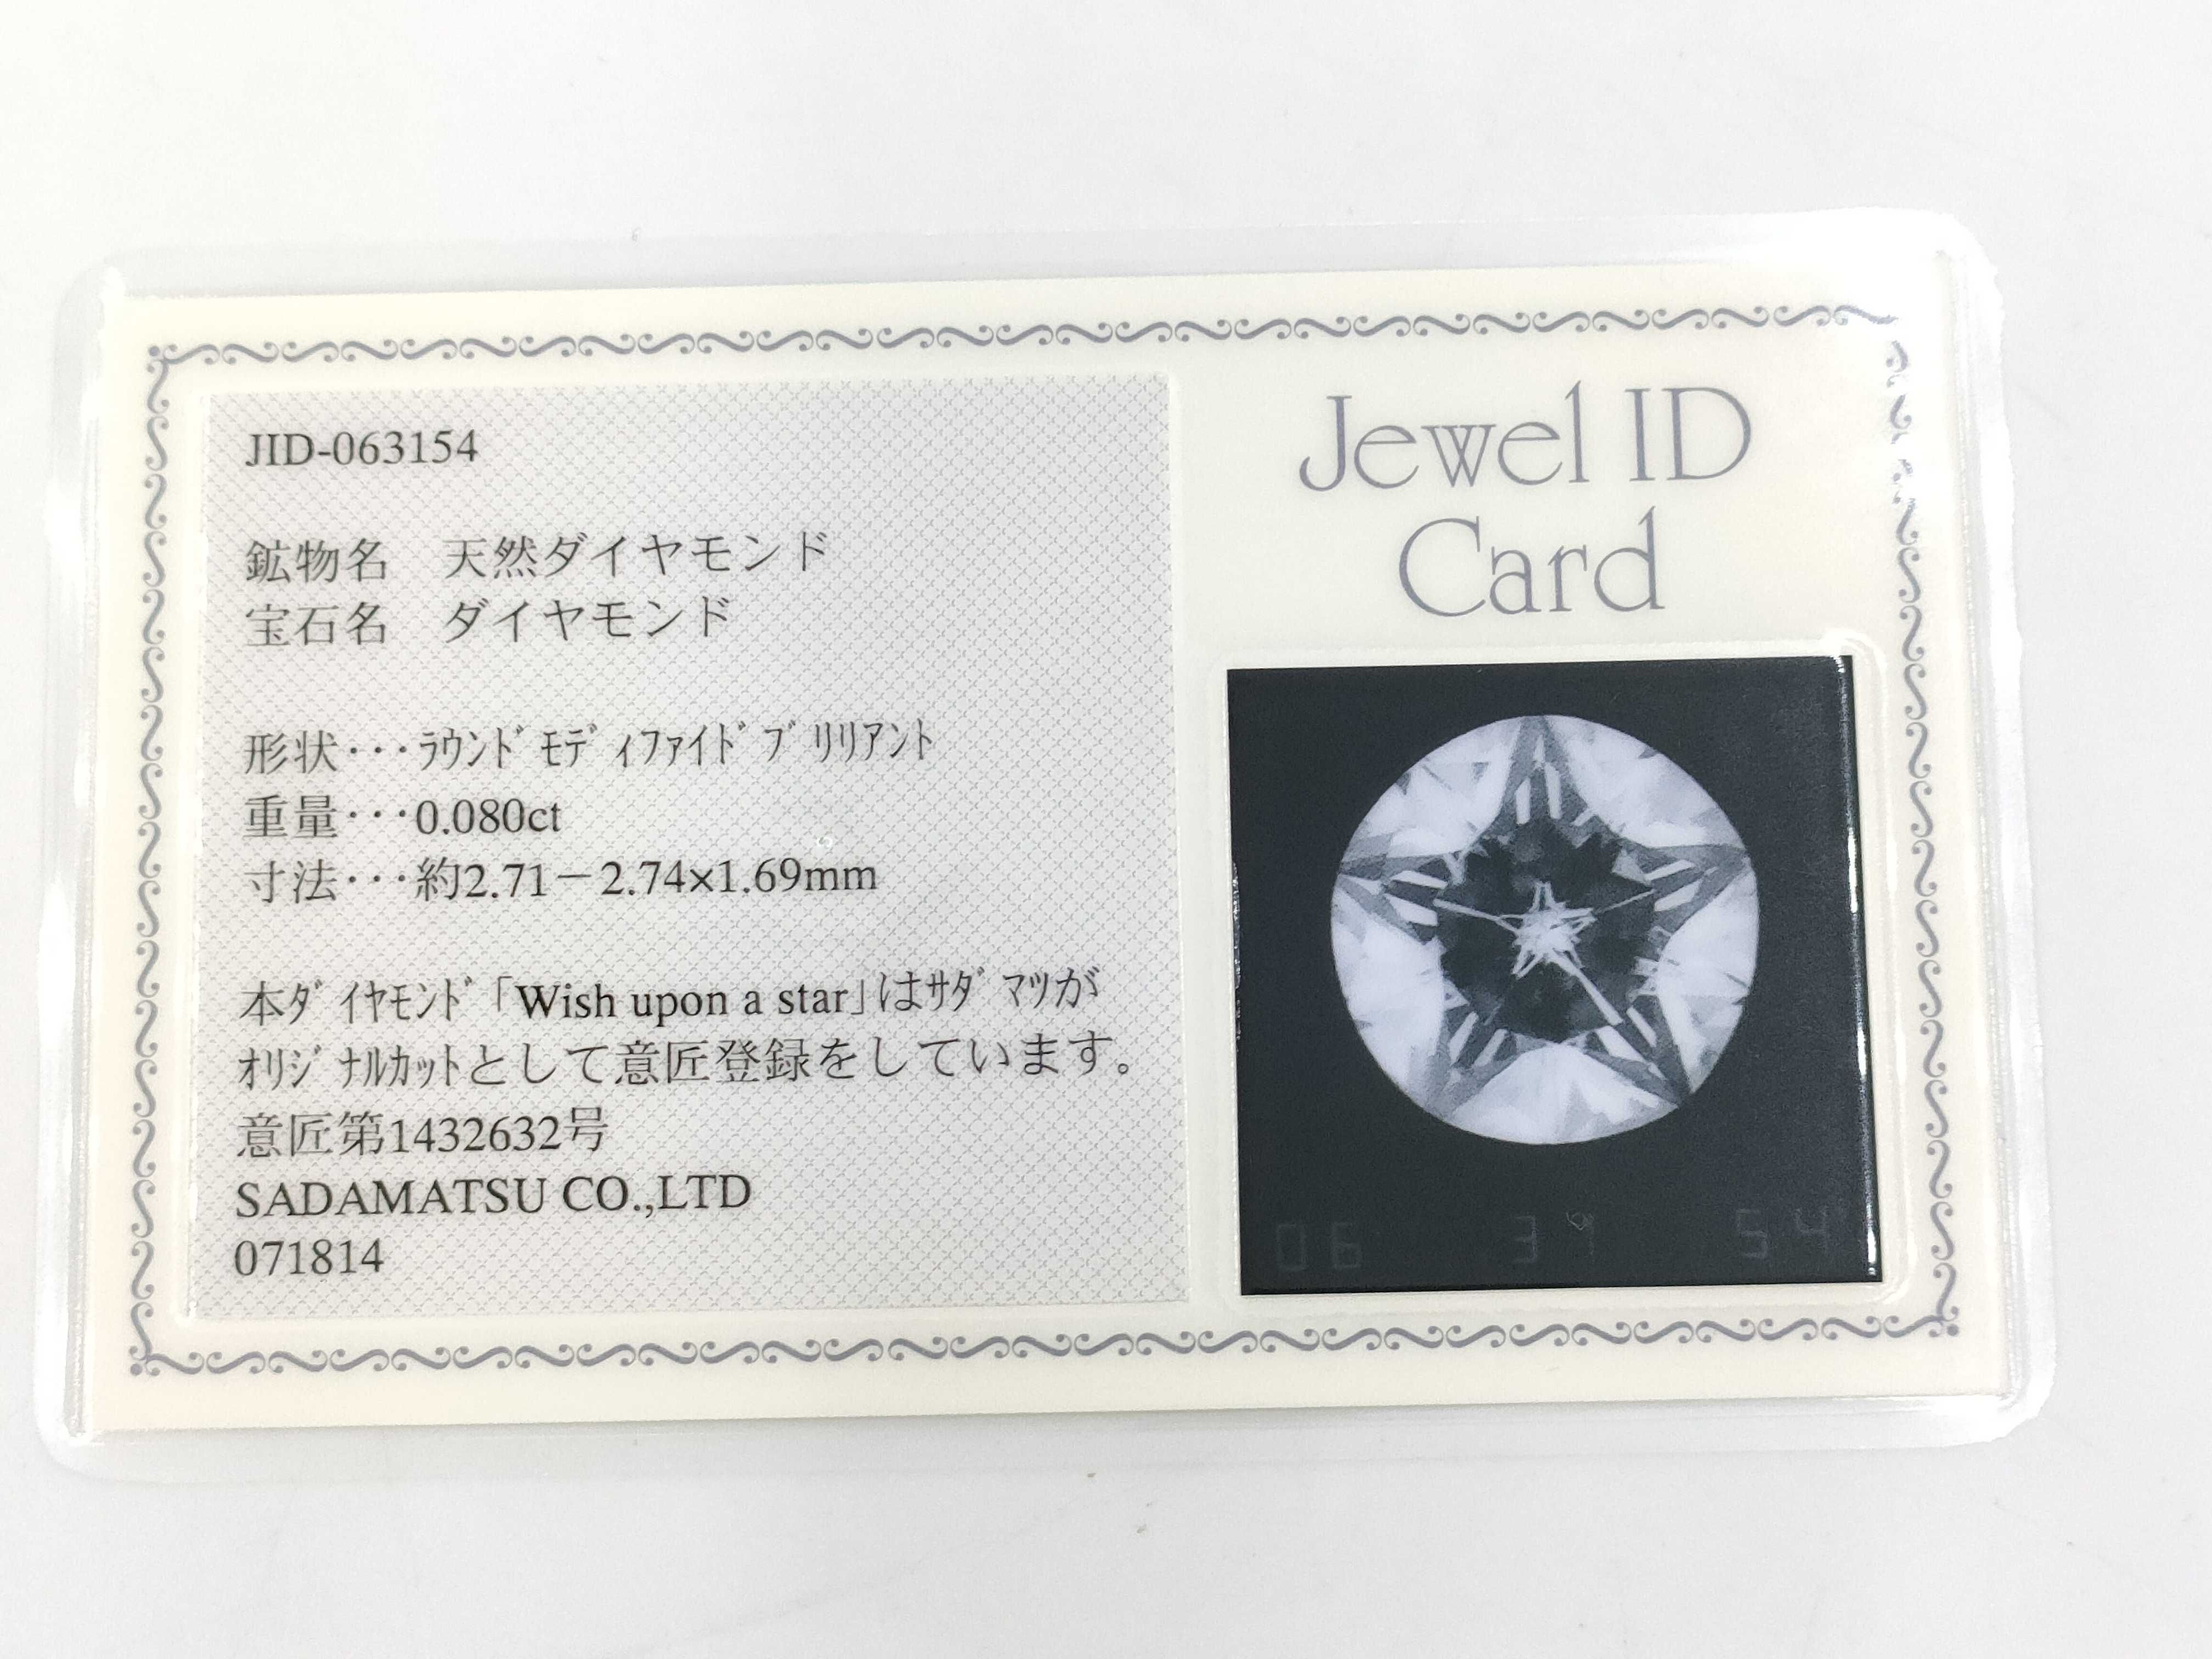 JID-063154
鉱物名　天然ダイヤモンド
宝石名　ダイヤモンド
形状･･･ﾗｳﾝﾄﾞﾓﾃﾞｨﾌｧｲﾄﾞﾌﾞﾘﾘｱﾝﾄ
重量･･･0.080ct
寸法･･･約2.71－2.74×1.69mm
本ﾀﾞｲﾔﾓﾝﾄﾞ｢Wish upon a star｣はｻﾀﾞﾏﾂが
ｵﾘｼﾞﾅﾙｶｯﾄとして意匠登録をしています。
意匠第1432632号
SADAMATSU CO.,LTD
071814
Jewel ID
Card
06 31 54